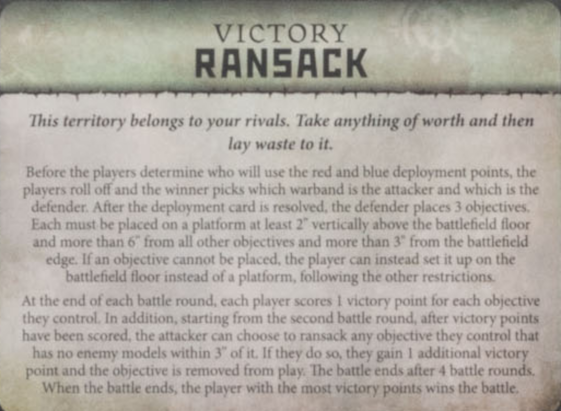 VICTORY
RANSACK
This territory belongs to your rivals. Take anything of worth and then
lay waste to it.
Before the players determine who will use the red and blue deployment points, the
players roll off and the winner picks which warband is the attacker and which is the
defender. After the deployment card is resolved, the defender places 3 objectives.
Each must be placed on a platform at least 2" vertically above the battlefield floor
and more than 6" from all other objectives and more than 3" from the battlefield
edge. If an objective cannot be placed, the player can instead set it up on the
battlefield floor instead of a platform, following the other restrictions.
At the end of each battle round, each player scores 1 victory point for each objective
they control. In addition, starting from the second battle round, after victory points
have been scored, the attacker can choose to ransack any objective they control that
has no enemy models within 3" of it. If they do so, they gain 1 additional victory
point and the objective is removed from play. The battle ends after 4 battle rounds.
When the battle ends, the player with the most victory points wins the battle.